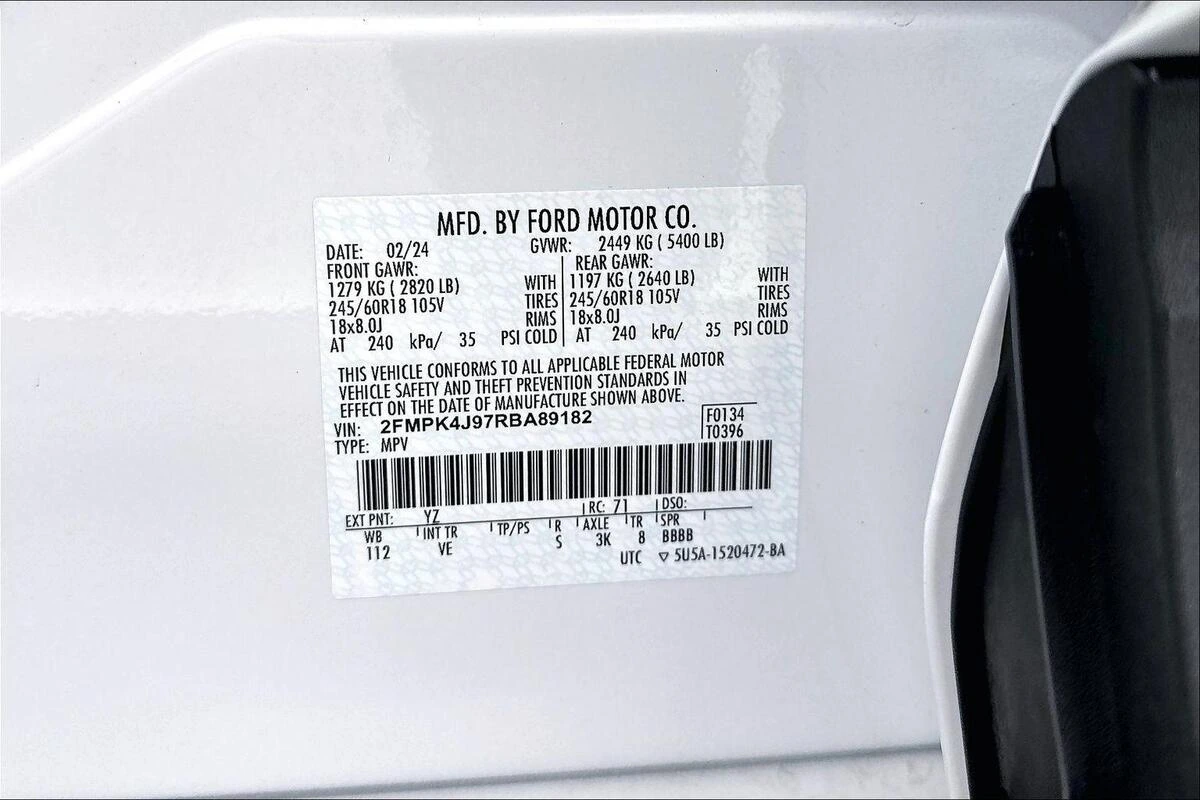 MFD. BY FORD MOTOR CO.
DATE: 02/24 GVWR: 2449 KG ( 5400 LB)
FRONT GAWR: REAR GAWR:
1279 KG ( 2820 LB) WITH 1197 KG ( 2640 LB) WITH
245/60R18 105V TIRES 245/60R18 105V TIRES
18x8.0J RIMS 18x8.0J RIMS
AT 240 kPa/ 35 PSI COLD AT 240 kPa/ 35 PSI COLD
THIS VEHICLE CONFORMS TO ALL APPLICABLE FEDERAL MOTOR
VEHICLE SAFETY AND THEFT PREVENTION STANDARDS IN
EFFECT ON THE DATE OF MANUFACTURE SHOWN ABOVE.
VIN: 2FMPK4J97RBA89182 F0134
TYPE: MPV T0396
EXT PNT: YZ RC: 71 DSO:
WB INT TR TP/PS R AXLE TR SPR
112 VE S 3K 8 BBBB
UTC ▽ 5U5A-1520472-BA